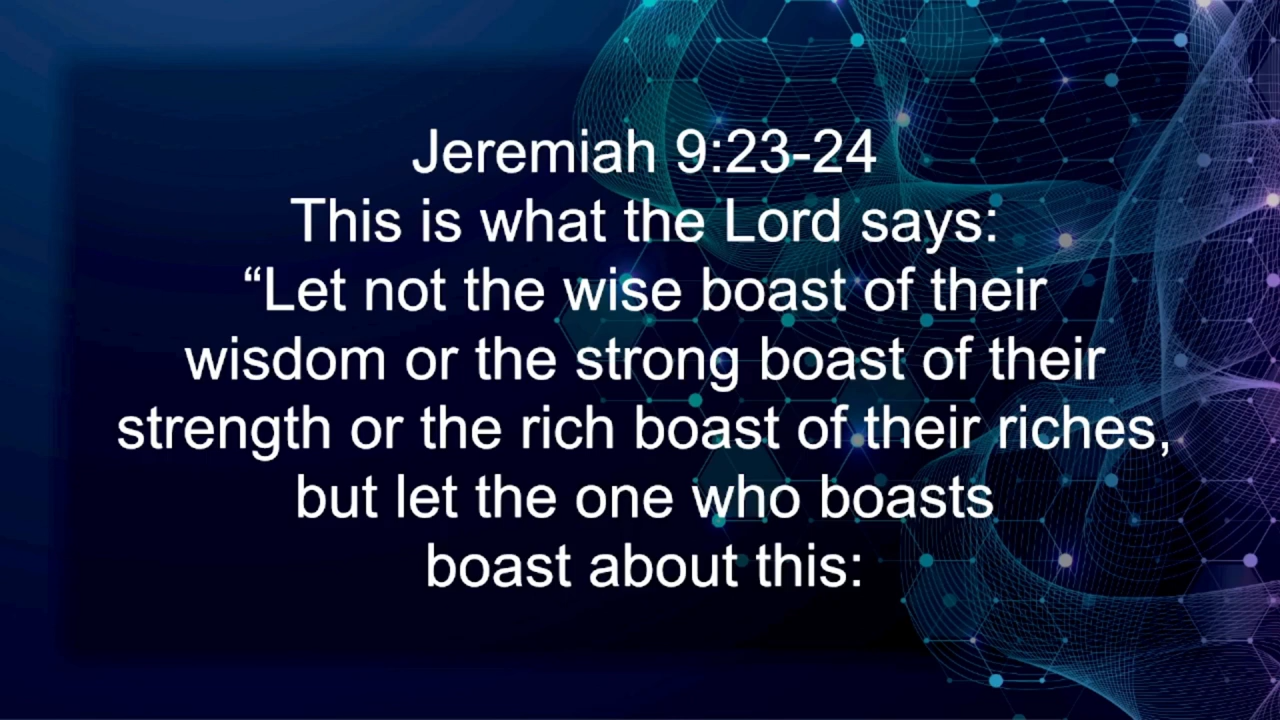 Jeremiah 9:23-24
This is what the Lord says:
“Let not the wise boast of their
wisdom or the strong boast of their
strength or the rich boast of their riches,
but let the one who boasts
boast about this: